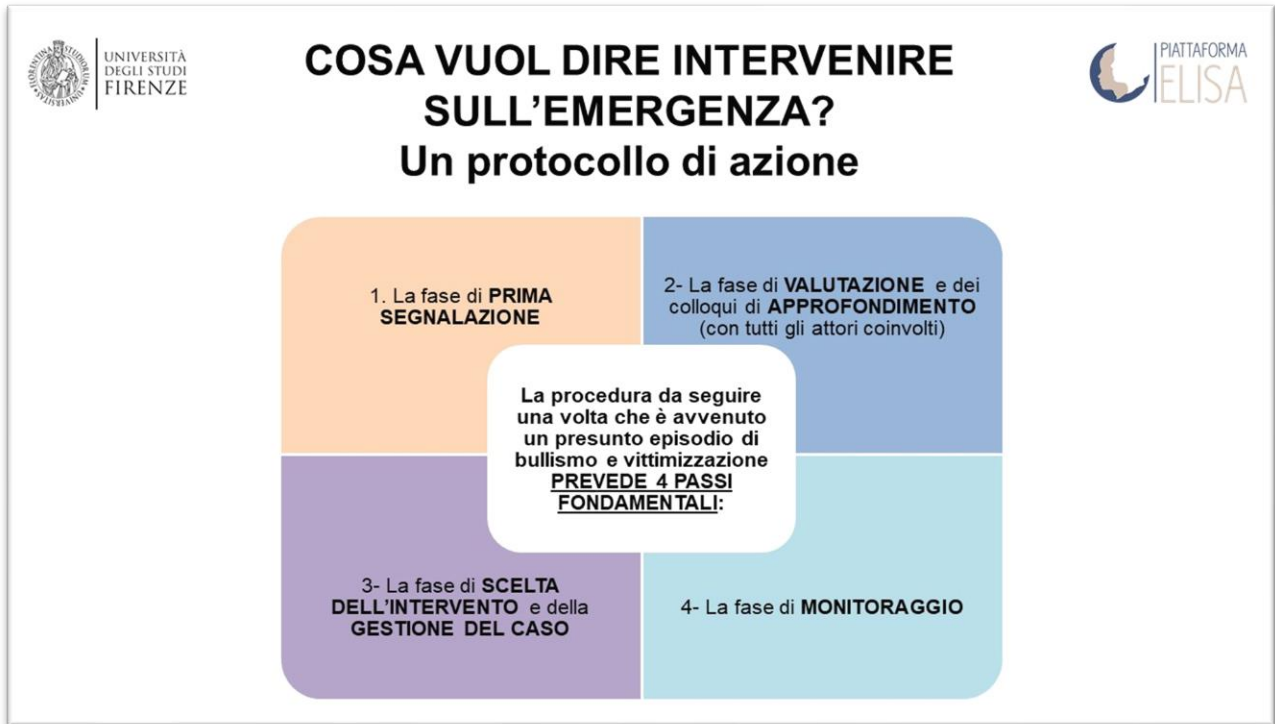 UNIVERSITÀ
DEGLI STUDI
FIRENZE
COSA VUOL DIRE INTERVENIRE
SULL'EMERGENZA?
Un protocollo di azione
PIATTAFORMA
ELISA
1. La fase di PRIMA
SEGNALAZIONE
2- La fase di VALUTAZIONE e dei
colloqui di APPROFONDIMENTO
(con tutti gli attori coinvolti)
La procedura da seguire
una volta che è avvenuto
un presunto episodio di
bullismo e vittimizzazione
PREVEDE 4 PASSI
FONDAMENTALI:
3- La fase di SCELTA
DELL'INTERVENTO e della
GESTIONE DEL CASO
4- La fase di MONITORAGGIO